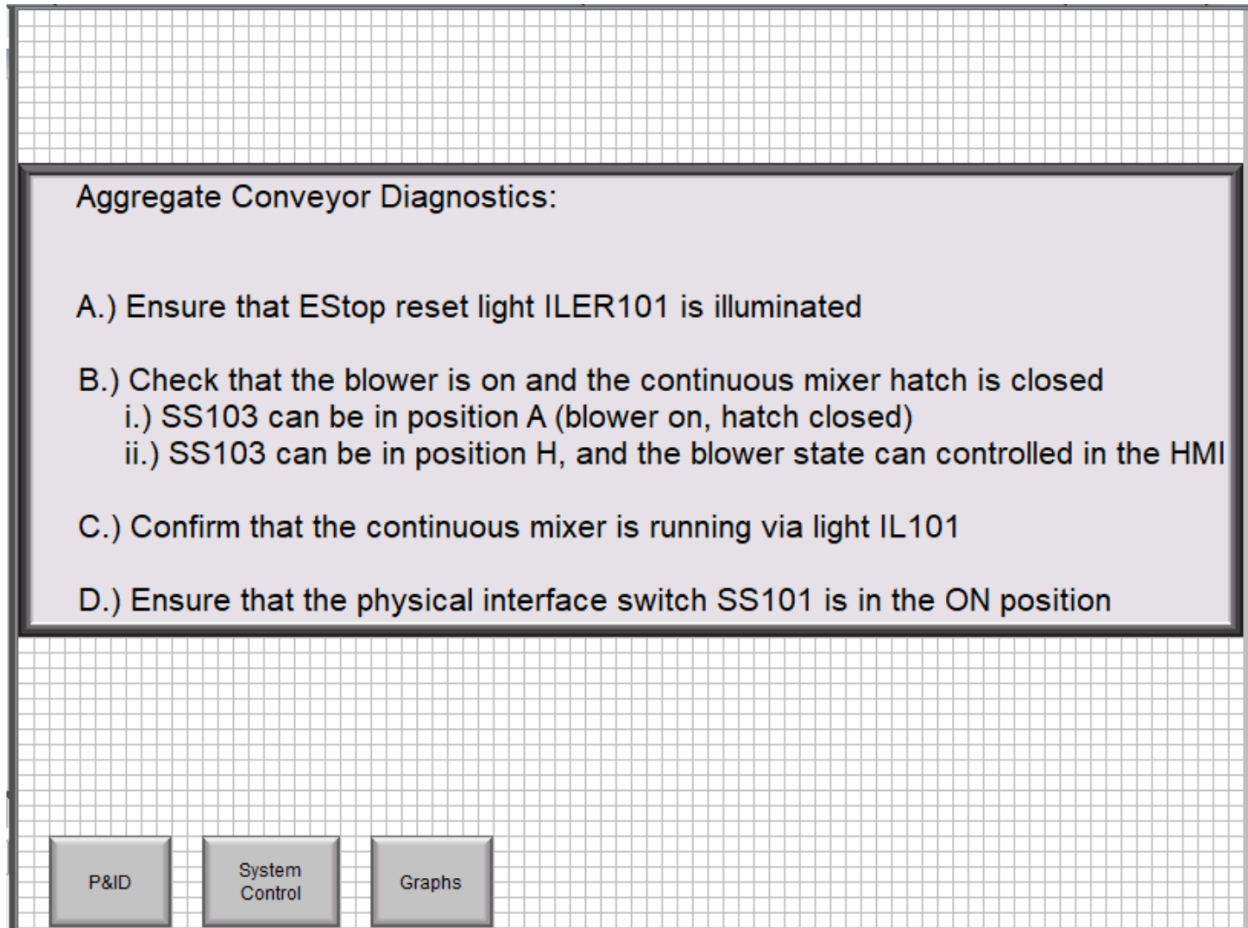 Aggregate Conveyor Diagnostics:
A.) Ensure that EStop reset light ILER101 is illuminated
B.) Check that the blower is on and the continuous mixer hatch is closed
i.) SS103 can be in position A (blower on, hatch closed)
ii.) SS103 can be in position H, and the blower state can controlled in the HMI
C.) Confirm that the continuous mixer is running via light IL101
D.) Ensure that the physical interface switch SS101 is in the ON position
P&ID
System
Control
Graphs